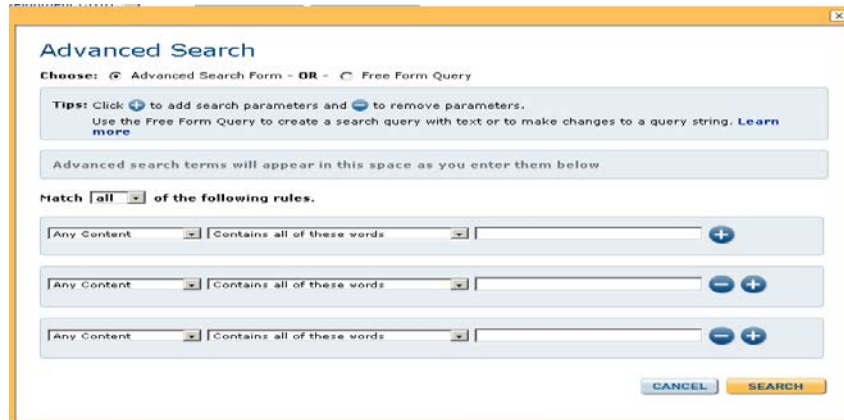 Advanced Search
Choose: Advanced Search Form - OR - Free Form Query
Tips: Click + to add search parameters and - to remove parameters.
Use the Free Form Query to create a search query with text or to make changes to a query string. Learn
more
Advanced search terms will appear in this space as you enter them below
Match all of the following rules.
Any Content Contains all of these words
Any Content Contains all of these words
Any Content Contains all of these words
CANCEL SEARCH